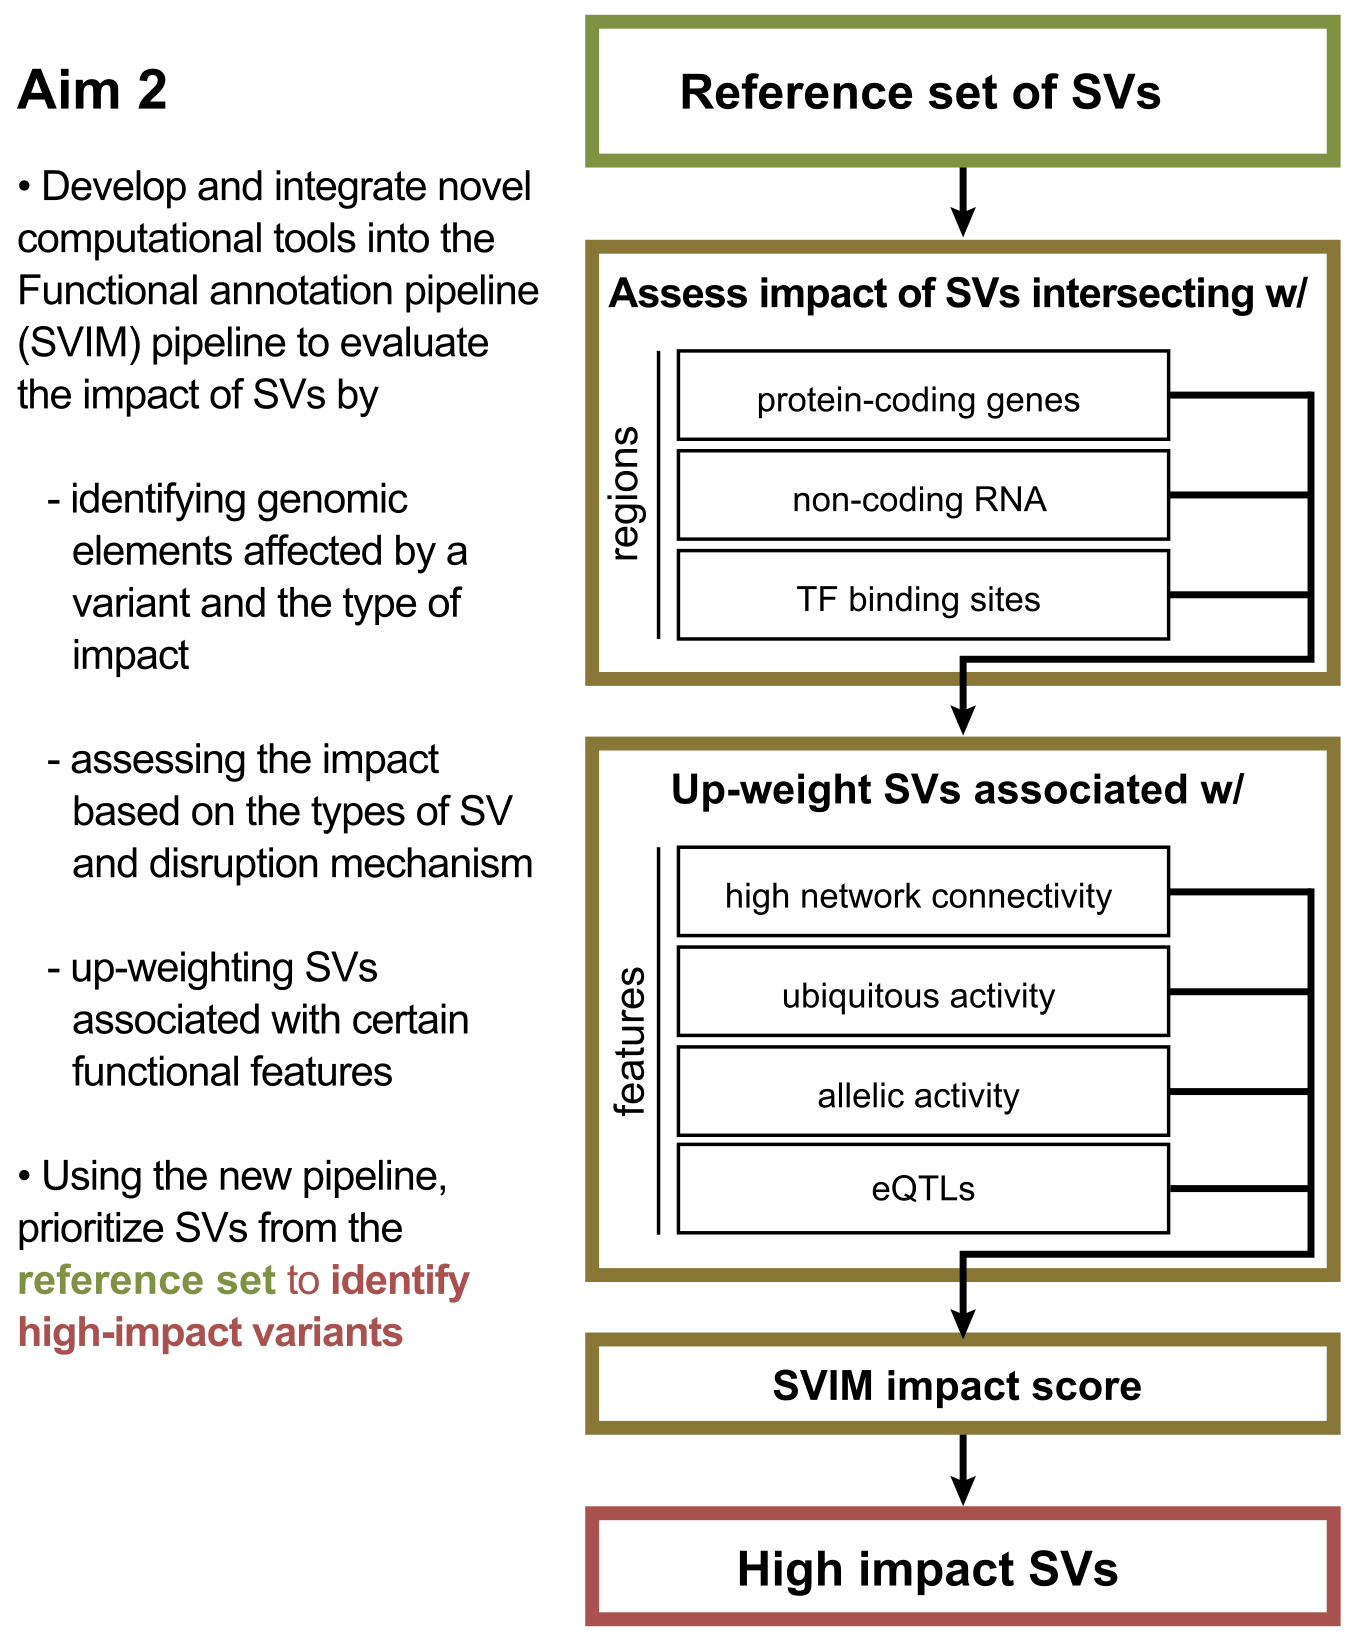 Aim 2
• Develop and integrate novel
computational tools into the
Functional annotation pipeline
(SVIM) pipeline to evaluate
the impact of SVs by
- identifying genomic
elements affected by a
variant and the type of
impact
- assessing the impact
based on the types of SV
and disruption mechanism
- up-weighting SVs
associated with certain
functional features
• Using the new pipeline,
prioritize SVs from the
reference set to identify
high-impact variants
Reference set of SVs
Assess impact of SVs intersecting w/
regions
protein-coding genes
non-coding RNA
TF binding sites
Up-weight SVs associated w/
features
high network connectivity
ubiquitous activity
allelic activity
eQTLs
SVIM impact score
High impact SVs